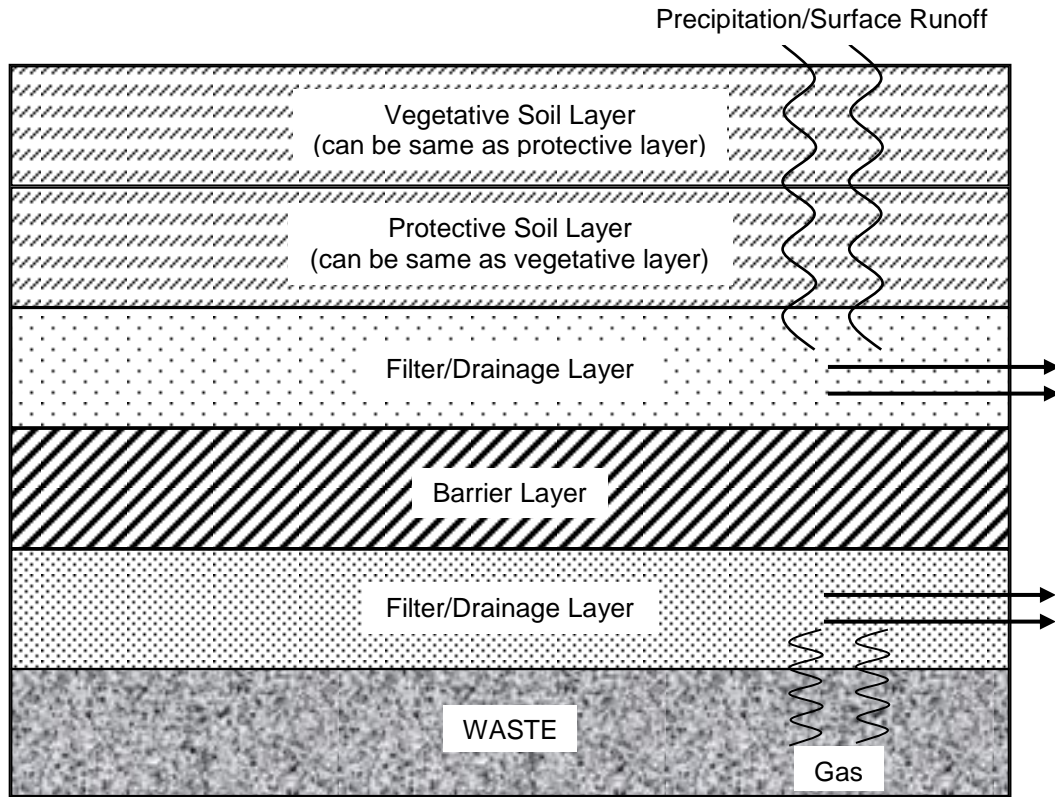 Precipitation/Surface Runoff
Vegetative Soil Layer
(can be same as protective layer)
Protective Soil Layer
(can be same as vegetative layer)
Filter/Drainage Layer
Barrier Layer
Filter/Drainage Layer
WASTE
Gas